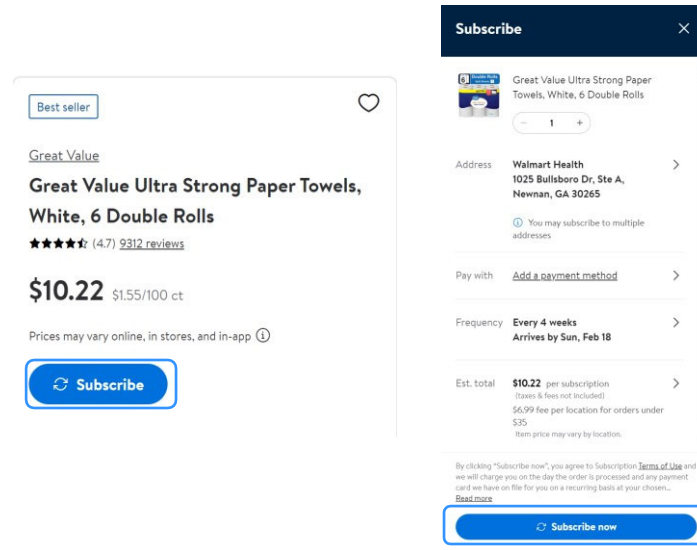 Best seller
Great Value
Great Value Ultra Strong Paper Towels,
White, 6 Double Rolls
(4.7) 9312 reviews
$10.22 $1.55/100 ct
Prices may vary online, in stores, and in-app
Subscribe
Subscribe
6 Double Rolls
Great Value Ultra Strong Paper
Towels, White, 6 Double Rolls
− 1 +
Address Walmart Health
1025 Bullsboro Dr, Ste A,
Newnan, GA 30265
You may subscribe to multiple
addresses
Pay with Add a payment method
Frequency Every 4 weeks
Arrives by Sun, Feb 18
Est. total $10.22 per subscription
(taxes & fees not included)
$6.99 fee per location for orders under
$35
Item price may vary by location.
By clicking "Subscribe now", you agree to Subscription Terms of Use and
we will charge you on the day the order is processed and any payment
card we have on file for you on a recurring basis at your chosen...
Read more
Subscribe now